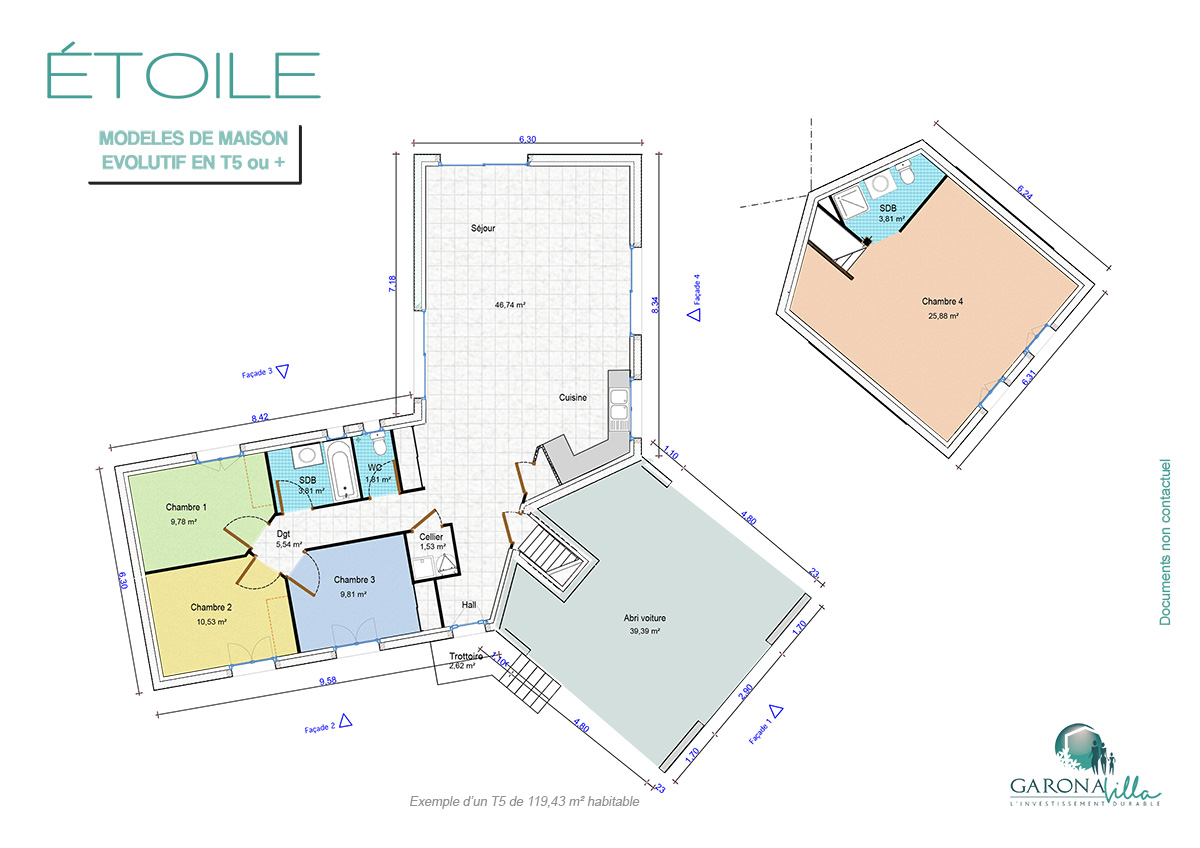 ÉTOILE
MODELES DE MAISON
EVOLUTIF EN T5 ou +
6.30
7,18
Séjour
46,74 m²
8,34
Façade 4
Cuisine
Façade 3
8,42
1,10
4,80
23
SDB
3,81 m²
WC
1,81 m²
Chambre 1
9,78 m²
Dgt
5,54 m²
Cellier
1,53 m²
6,30
Chambre 2
10,53 m²
Chambre 3
9,81 m²
Hall
Trottoire
2,62 m²
1,10
9,58
Façade 2
Abri voiture
39,39 m²
4,80
23
1,70
2,90
1,70
Façade 1
6,24
SDB
3,81 m²
Chambre 4
25,88 m²
6,31
Documents non contactuel
Exemple d'un T5 de 119,43 m² habitable
GARONA Villa
L'INVESTISSEMENT DURABLE